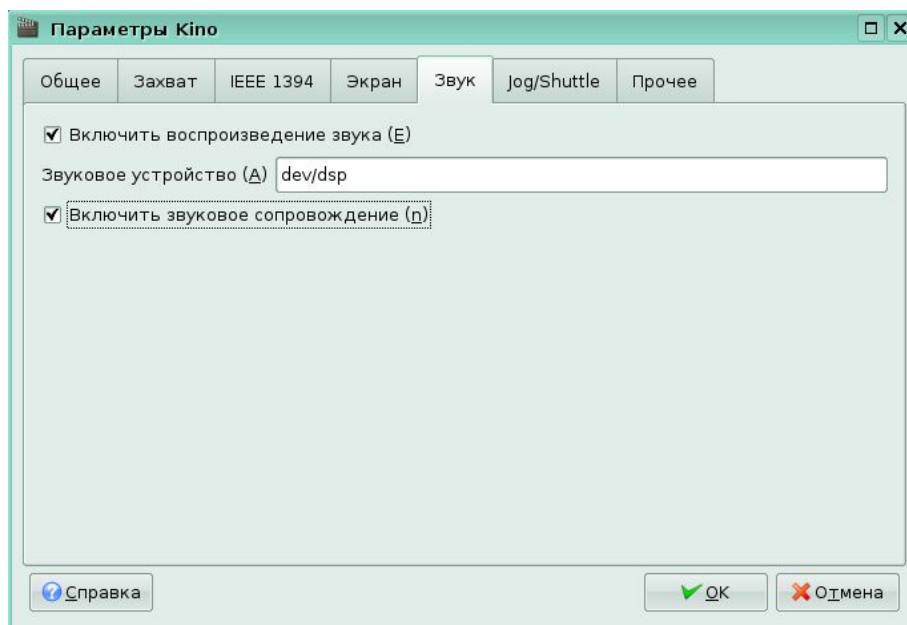 Параметры Kino
Общее Захват IEEE 1394 Экран Звук Jog/Shuttle Прочее
Включить воспроизведение звука (E)
Звуковое устройство (A) dev/dsp
Включить звуковое сопровождение (n)
Справка OK Отмена